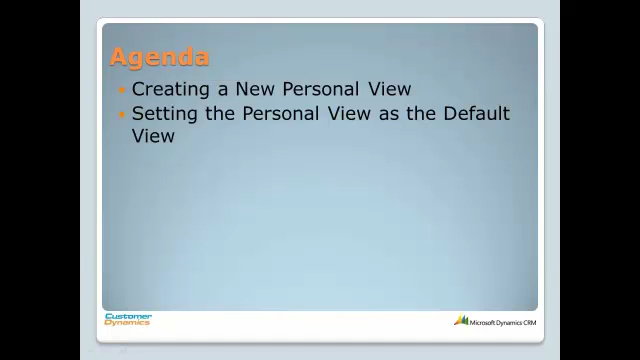 Agenda
Creating a New Personal View
Setting the Personal View as the Default
View
Customer
Dynamics
Microsoft Dynamics CRM